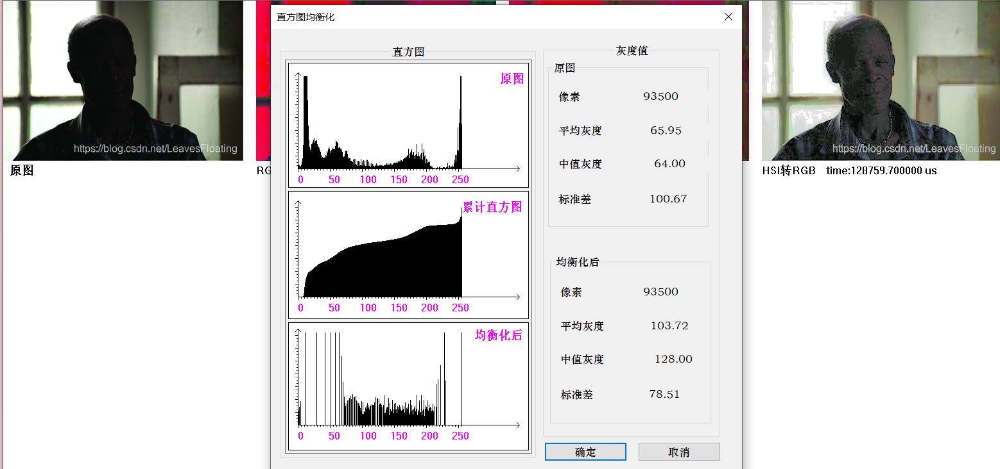 直方图均衡化
直方图
原图
0 50 100 150 200 250
累计直方图
0 50 100 150 200 250
均衡化后
0 50 100 150 200 250
灰度值
原图
像素 93500
平均灰度 65.95
中值灰度 64.00
标准差 100.67
均衡化后
像素 93500
平均灰度 103.72
中值灰度 128.00
标准差 78.51
确定 取消
https://blog.csdn.net/LeavesFloating
原图
RG
https://blog.csdn.net/LeavesFloating
HSI转RGB time:128759.700000 us